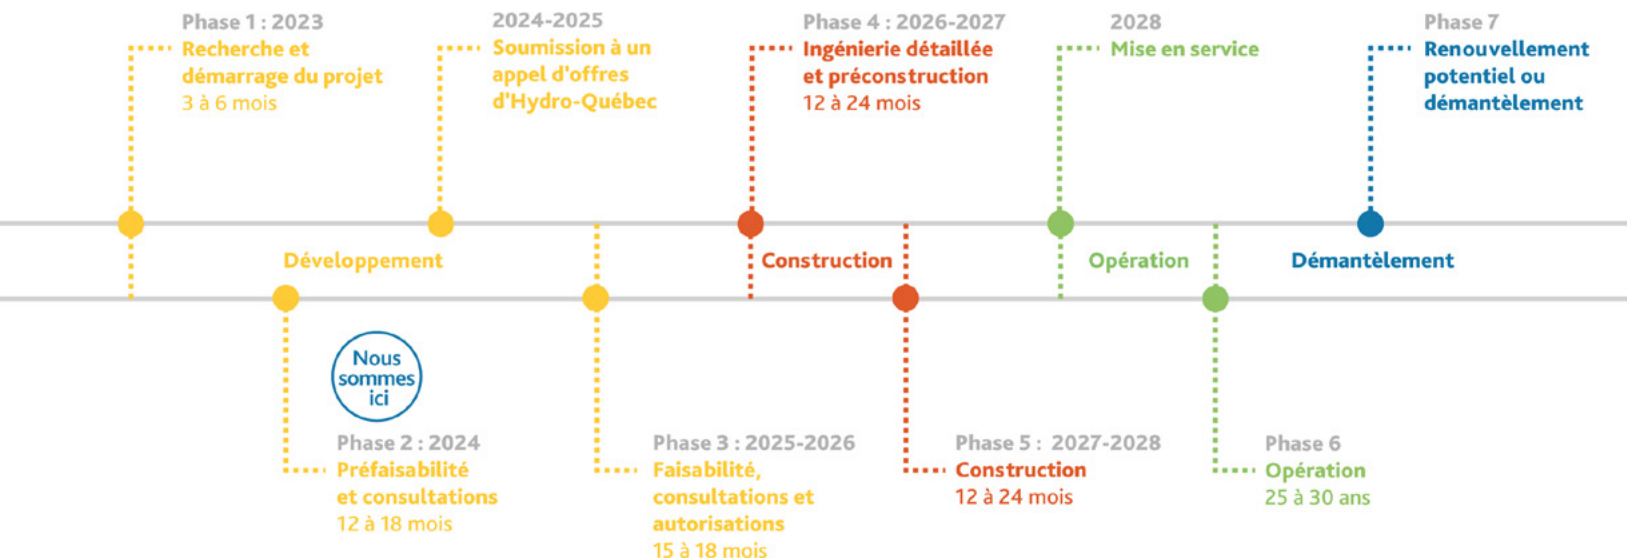 Phase 1 : 2023
Recherche et
démarrage du projet
3 à 6 mois
2024-2025
Soumission à un
appel d'offres
d'Hydro-Québec
Phase 4 : 2026-2027
Ingénierie détaillée
et préconstruction
12 à 24 mois
2028
Mise en service
Phase 7
Renouvellement
potentiel ou
démantèlement
Développement
Construction
Opération
Démantèlement
Nous
sommes
ici
Phase 2 : 2024
Préfaisabilité
et consultations
12 à 18 mois
Phase 3 : 2025-2026
Faisabilité,
consultations et
autorisations
15 à 18 mois
Phase 5 : 2027-2028
Construction
12 à 24 mois
Phase 6
Opération
25 à 30 ans